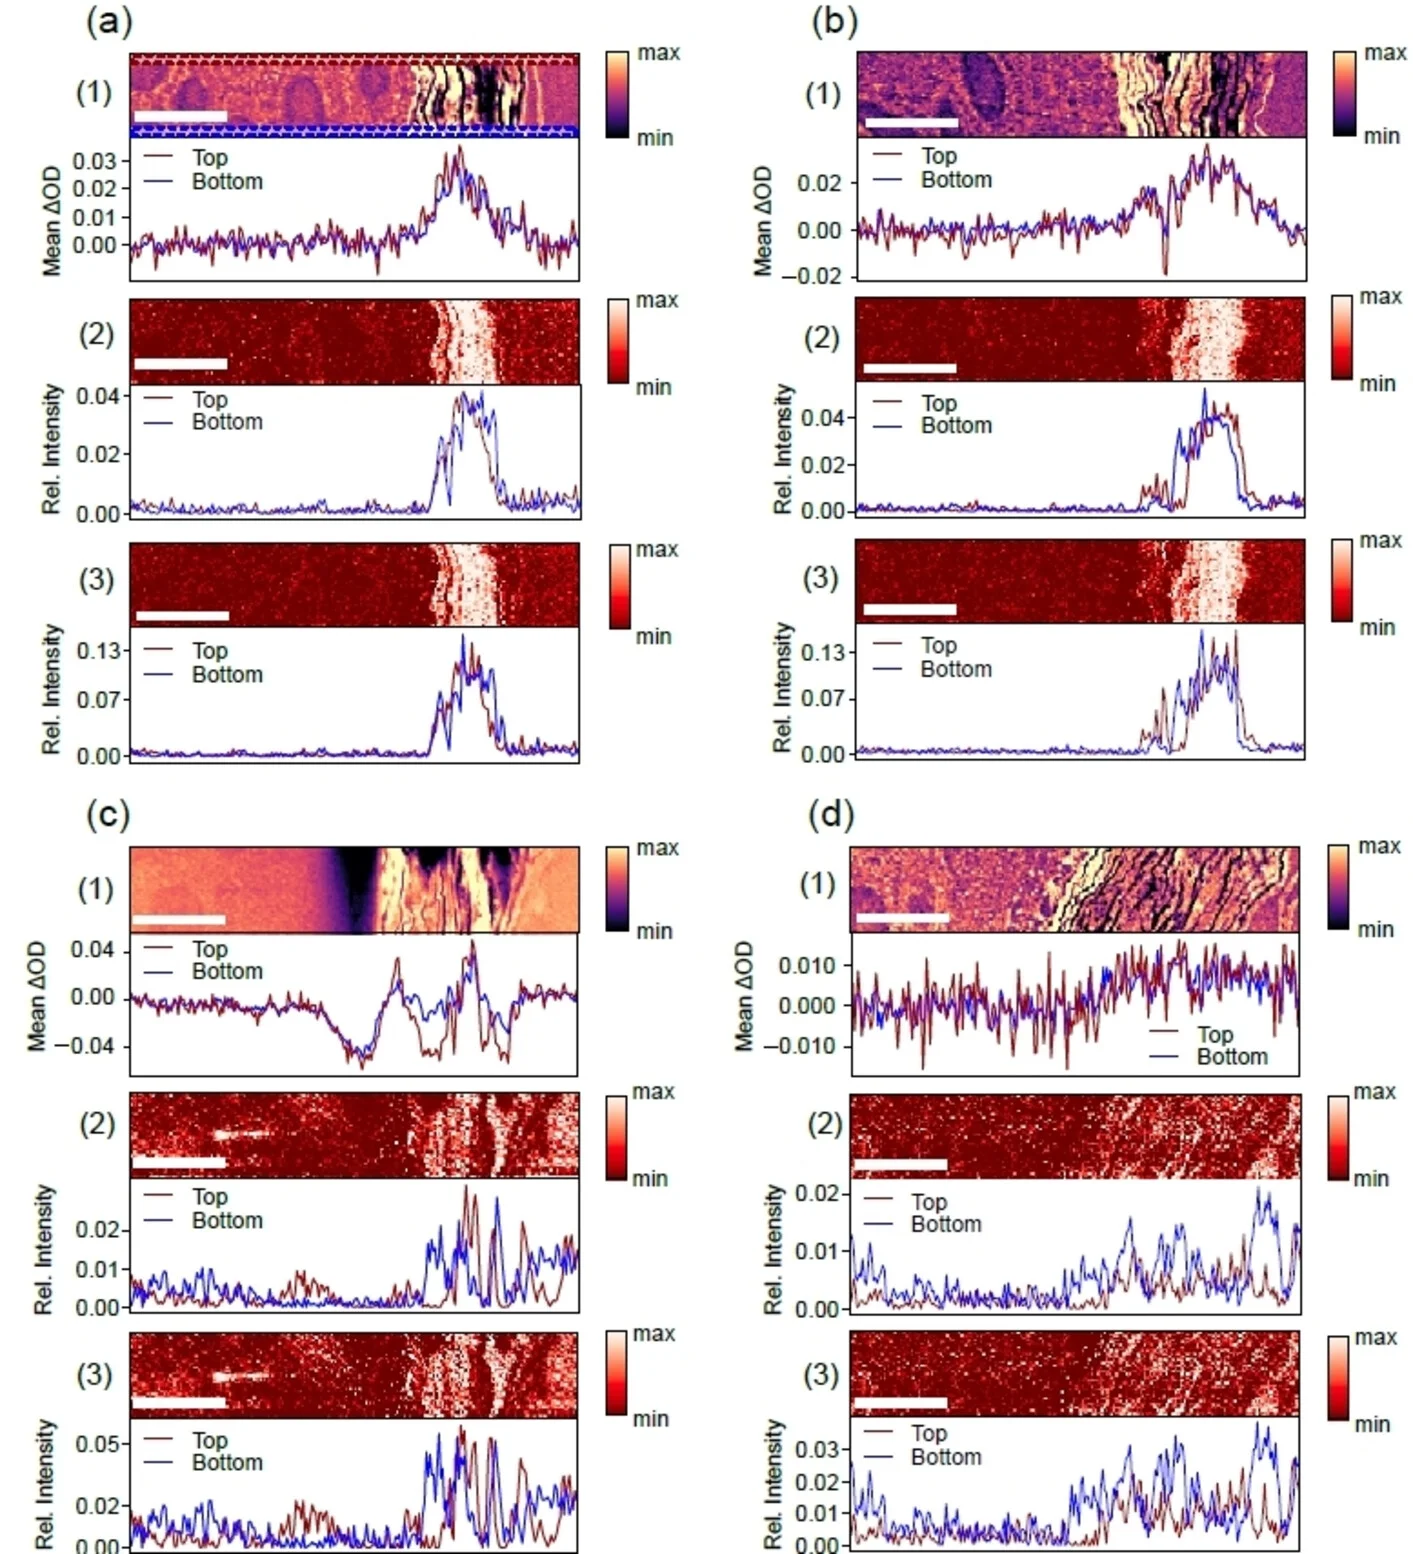 (a)
(1)
max
min
Mean ΔOD
0.03
0.02
0.01
0.00
Top
Bottom
(2)
max
min
Rel. Intensity
0.04
0.02
0.00
Top
Bottom
(3)
max
min
Rel. Intensity
0.13
0.07
0.00
Top
Bottom
(b)
(1)
max
min
Mean ΔOD
0.02
0.00
−0.02
Top
Bottom
(2)
max
min
Rel. Intensity
0.04
0.02
0.00
Top
Bottom
(3)
max
min
Rel. Intensity
0.13
0.07
0.00
Top
Bottom
(c)
(1)
max
min
Mean ΔOD
0.04
0.00
−0.04
Top
Bottom
(2)
max
min
Rel. Intensity
0.02
0.01
0.00
Top
Bottom
(3)
max
min
Rel. Intensity
0.05
0.02
0.00
Top
Bottom
(d)
(1)
max
min
Mean ΔOD
0.010
0.000
−0.010
Top
Bottom
(2)
max
min
Rel. Intensity
0.02
0.01
0.00
Top
Bottom
(3)
max
min
Rel. Intensity
0.03
0.02
0.01
0.00
Top
Bottom